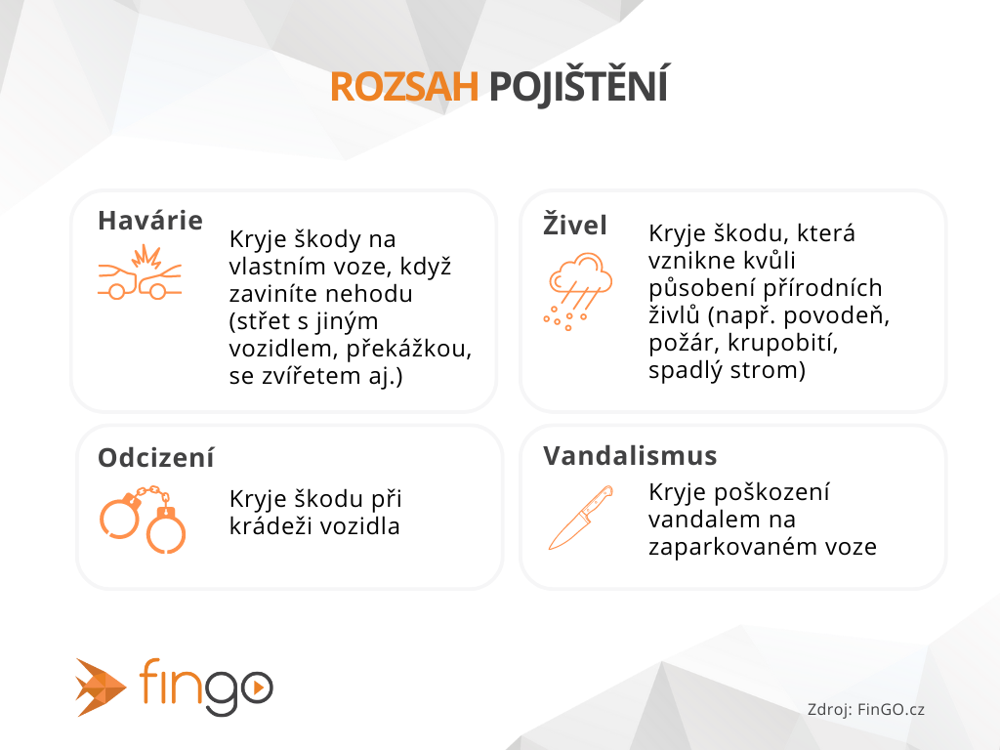 ROZSAH POJIŠTĚNÍ
Havárie
Kryje škody na
vlastním voze, když
zaviníte nehodu
(střet s jiným
vozidlem, překážkou,
se zvířetem aj.)
Živel
Kryje škodu, která
vznikne kvůli
působení přírodních
živlů (např. povodeň,
požár, krupobití,
spadlý strom)
Odcizení
Kryje škodu při
krádeži vozidla
Vandalismus
Kryje poškození
vandalem na
zaparkovaném voze
fingo
Zdroj: FinGO.cz